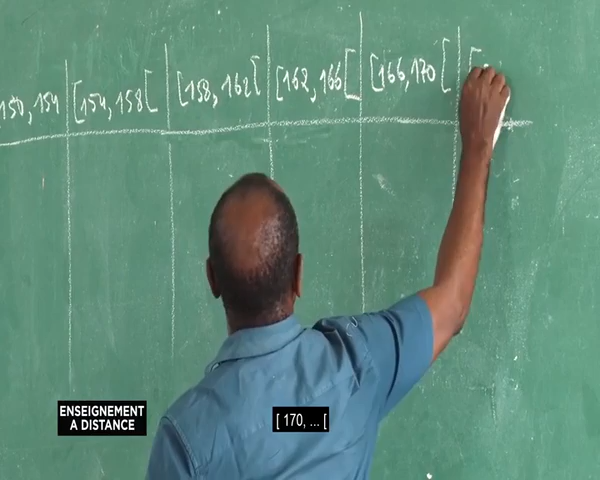 150, 154 [154, 158[ [158, 162[ [162, 166[ [166, 170[ [
ENSEIGNEMENT
A DISTANCE
[ 170, ... [